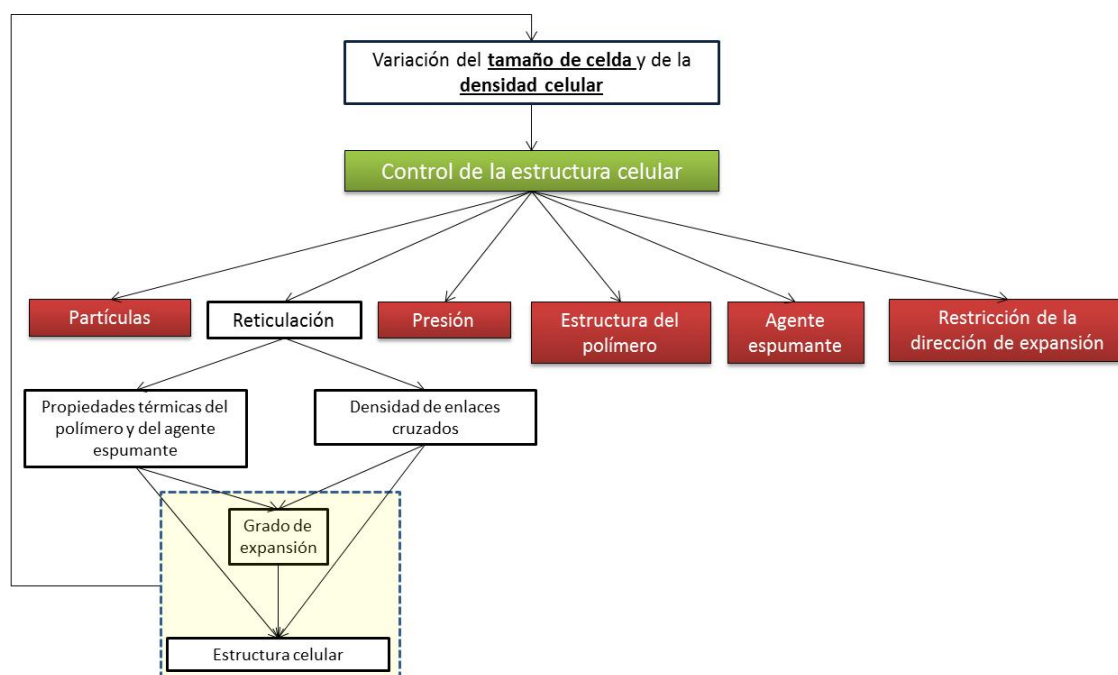 Variación del tamaño de celda y de la
densidad celular
Control de la estructura celular
Partículas
Reticulación
Presión
Estructura del
polímero
Agente
espumante
Restricción de la
dirección de expansión
Propiedades térmicas del
polímero y del agente
espumante
Densidad de enlaces
cruzados
Grado de
expansión
Estructura celular